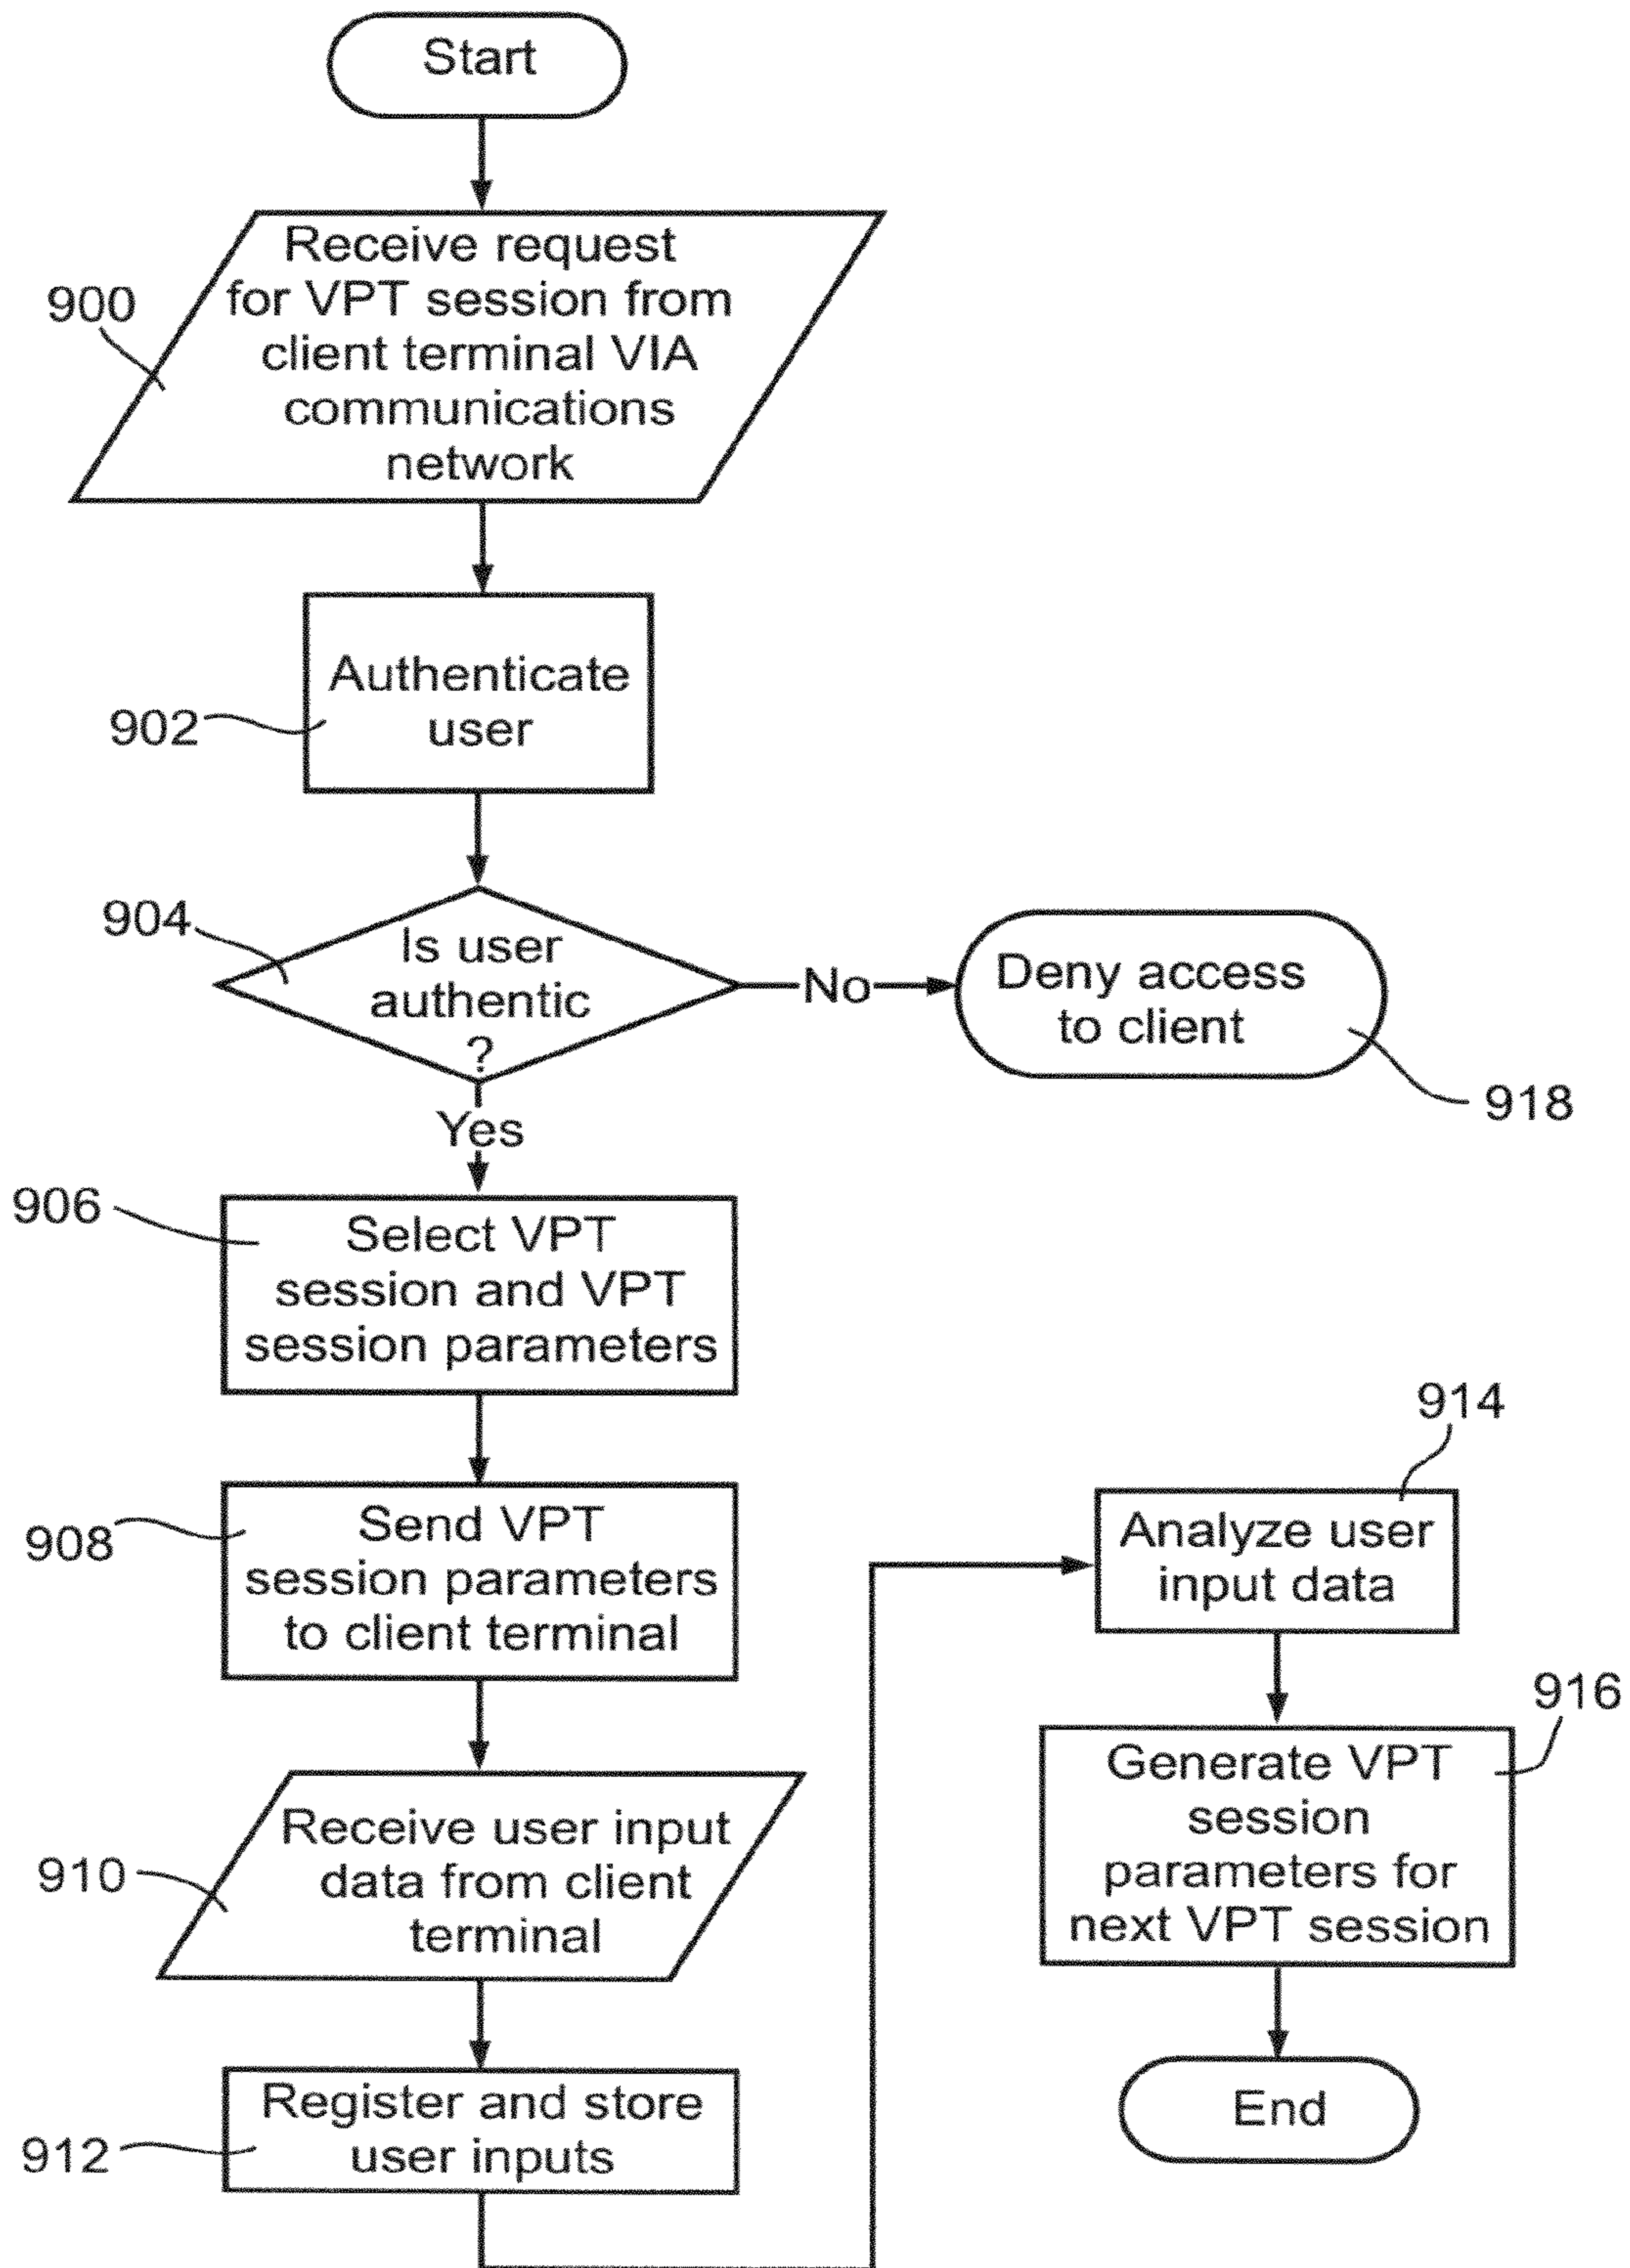 Start
900
Receive request
for VPT session from
client terminal VIA
communications
network
902
Authenticate
user
904
Is user
authentic
?
No
Deny access
to client
918
Yes
906
Select VPT
session and VPT
session parameters
908
Send VPT
session parameters
to client terminal
910
Receive user input
data from client
terminal
912
Register and store
user inputs
914
Analyze user
input data
916
Generate VPT
session
parameters for
next VPT session
End